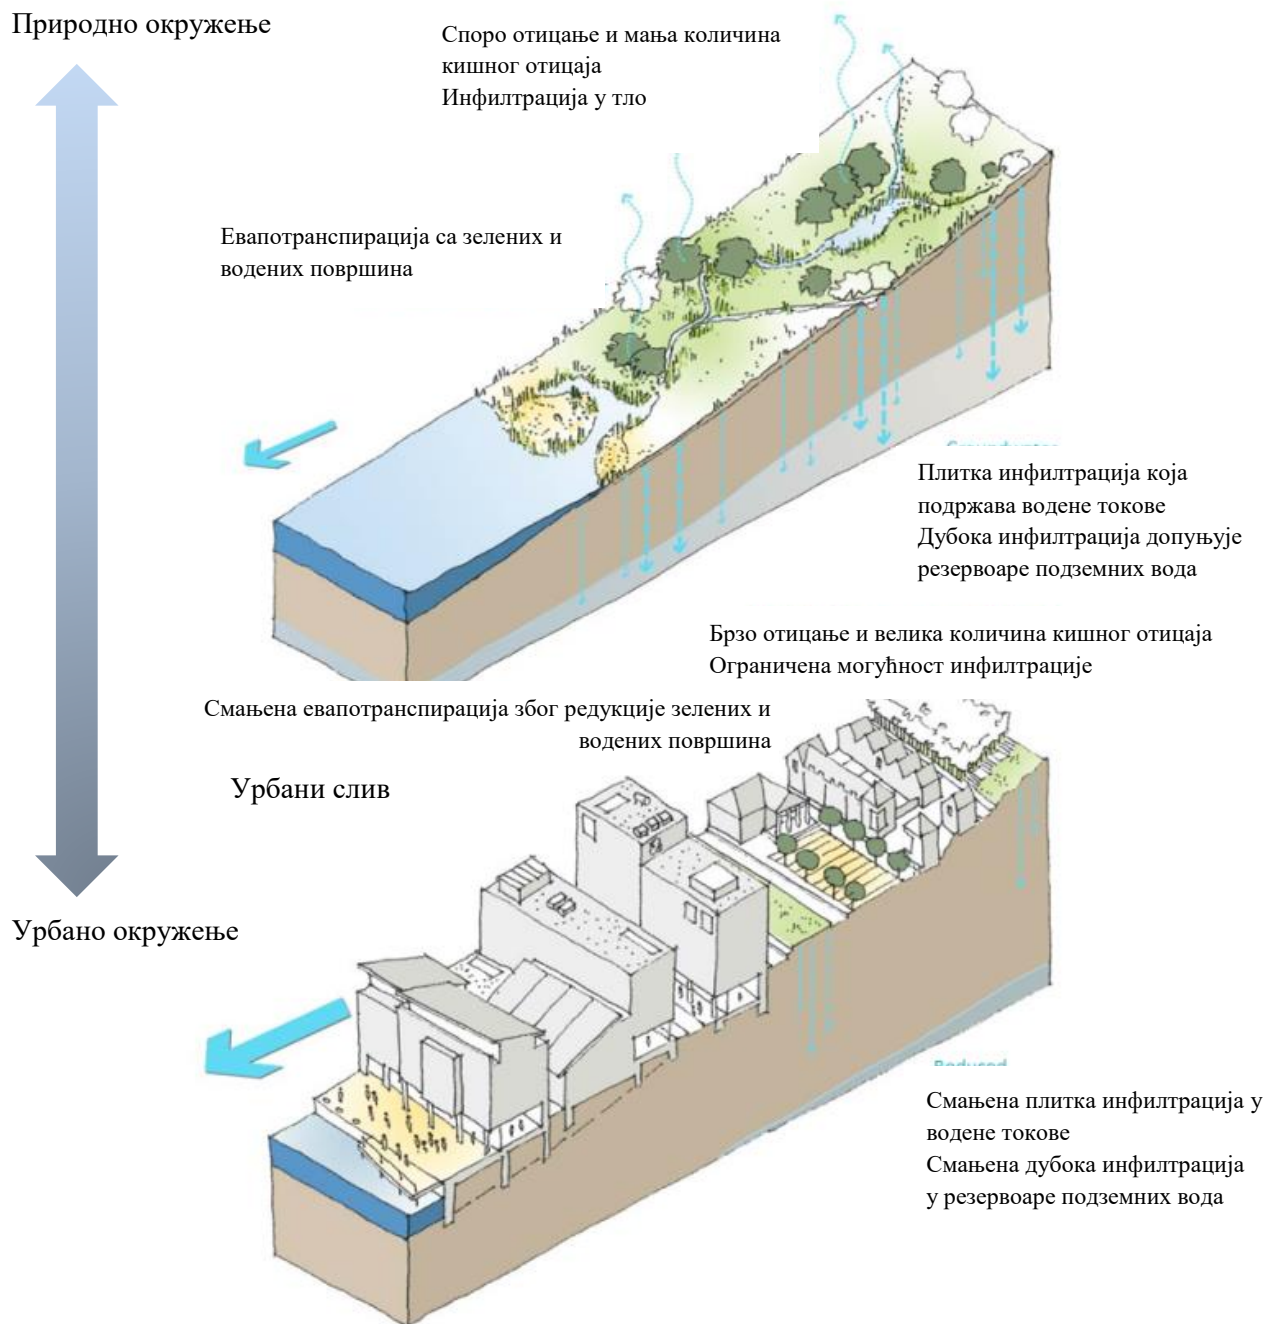 Природно окружење
Споро отицање и мања количина
кишног отицаја
Инфилтрација у тло
Евапотранспирација са зелених и
водених површина
Плитка инфилтрација која
подржава водене токове
Дубока инфилтрација допуњује
резервоаре подземних вода
Брзо отицање и велика количина кишног отицаја
Ограничена могућност инфилтрације
Смањена евапотранспирација због редукције зелених и
водених површина
Урбани слив
Урбано окружење
Смањена плитка инфилтрација у
водене токове
Смањена дубока инфилтрација
у резервоаре подземних вода